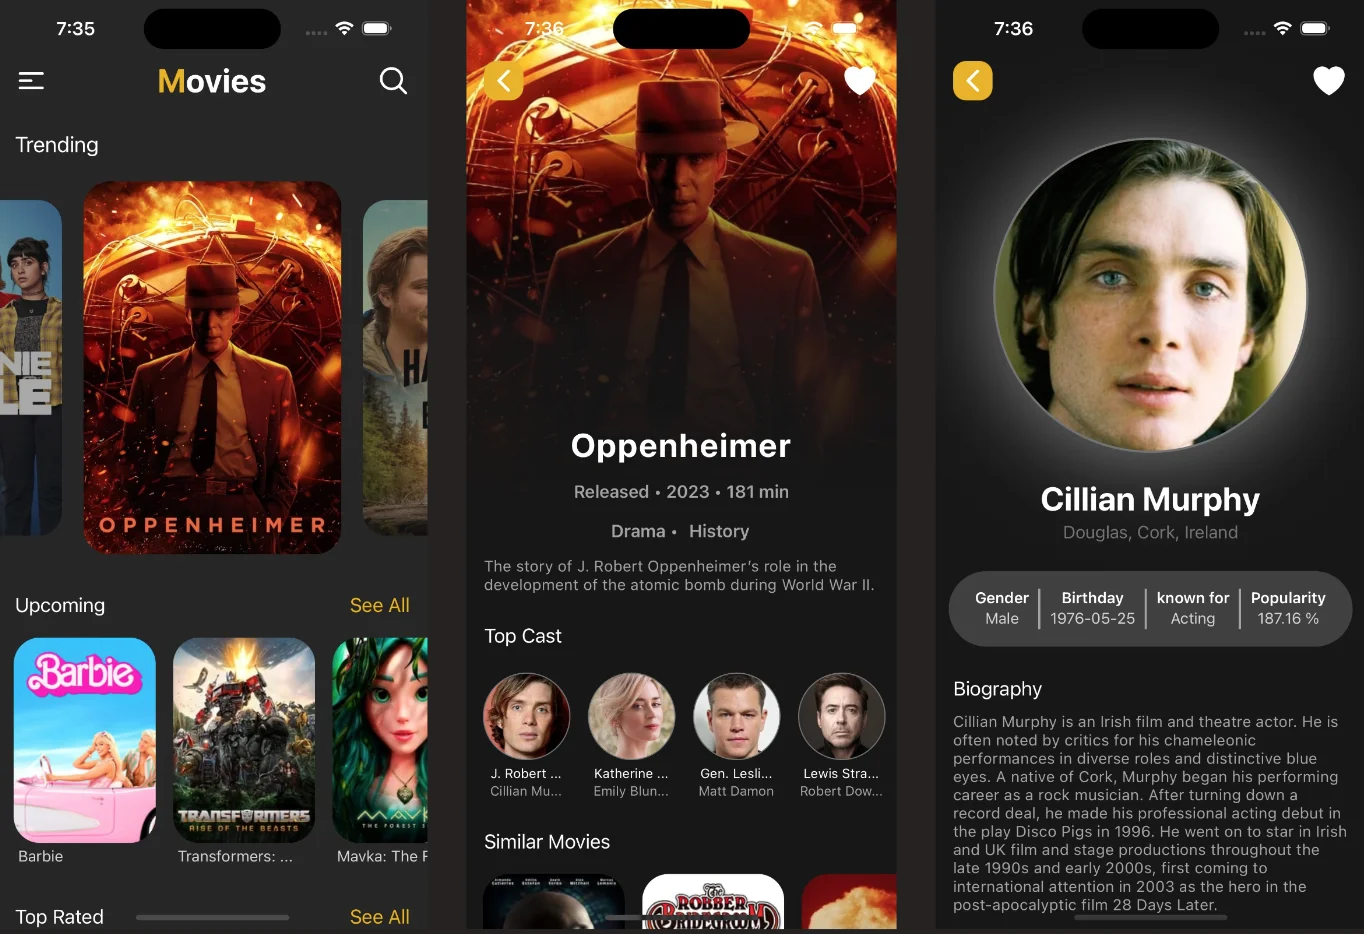 7:35
Movies
Trending
NIE
LE
OPPENHEIMER
HA
E
Upcoming
See All
Barbie
TRANSFORMERS
RISE OF THE BEASTS
MAVK
THE FOREST S
Barbie
Transformers: ...
Mavka: The F
Top Rated
See All
7:36
Oppenheimer
Released • 2023 • 181 min
Drama • History
The story of J. Robert Oppenheimer's role in the
development of the atomic bomb during World War II.
Top Cast
J. Robert ...
Cillian Mu...
Katherine ...
Emily Blun...
Gen. Lesli...
Matt Damon
Lewis Stra...
Robert Dow...
Similar Movies
The
ROBBER
BRIDEGROOM
7:36
Cillian Murphy
Douglas, Cork, Ireland
Gender
Male
Birthday
1976-05-25
known for
Acting
Popularity
187.16 %
Biography
Cillian Murphy is an Irish film and theatre actor. He is
often noted by critics for his chameleonic
performances in diverse roles and distinctive blue
eyes. A native of Cork, Murphy began his performing
career as a rock musician. After turning down a
record deal, he made his professional acting debut in
the play Disco Pigs in 1996. He went on to star in Irish
and UK film and stage productions throughout the
late 1990s and early 2000s, first coming to
international attention in 2003 as the hero in the
post-apocalyptic film 28 Days Later.